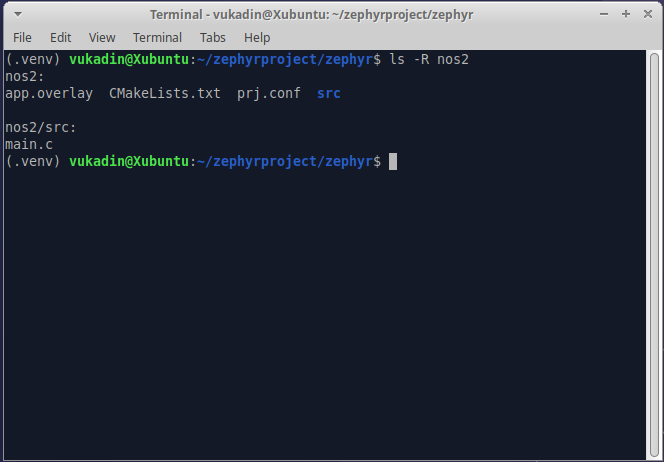 Terminal - vukadin@Xubuntu: ~/zephyrproject/zephyr
File Edit View Terminal Tabs Help
(.venv) vukadin@Xubuntu:~/zephyrproject/zephyr$ ls -R nos2
nos2:
app.overlay  CMakeLists.txt  prj.conf  src

nos2/src:
main.c
(.venv) vukadin@Xubuntu:~/zephyrproject/zephyr$